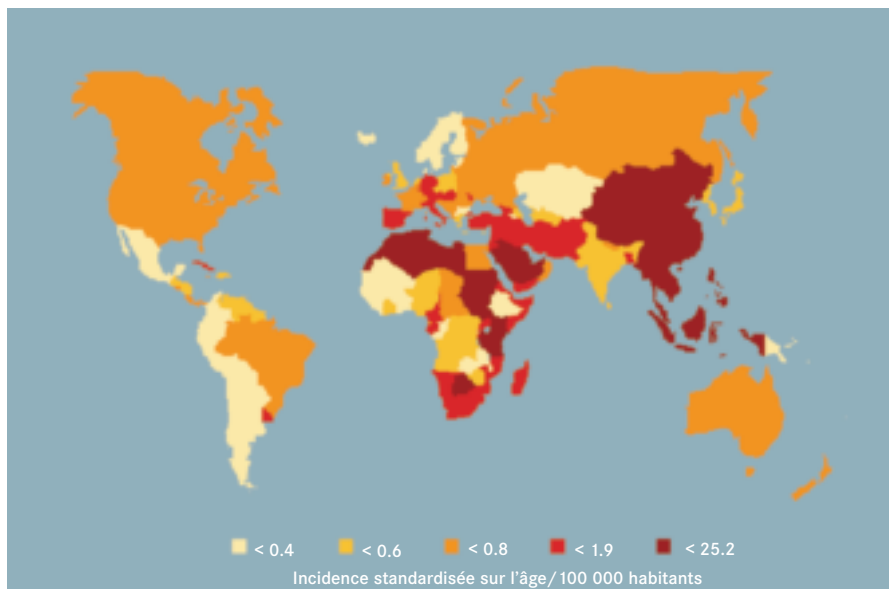 < 0.4 < 0.6 < 0.8 < 1.9 < 25.2
Incidence standardisée sur l'âge/100 000 habitants